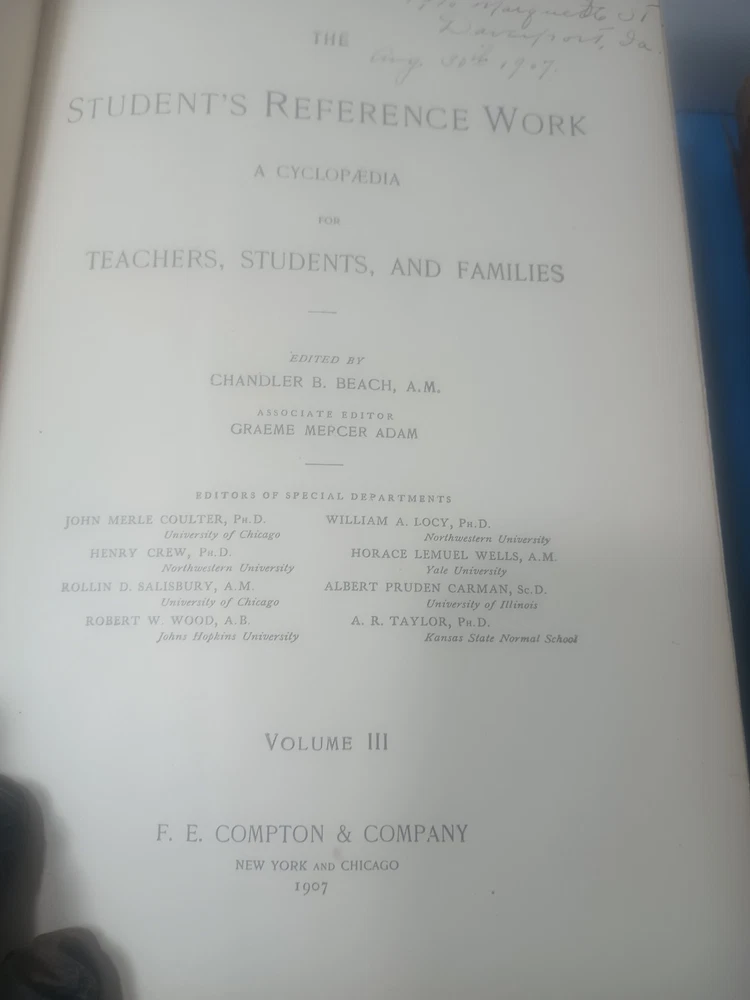 Marquette St
Davenport, Ia.
Aug. 30th, 1907.
THE
STUDENT'S REFERENCE WORK
A CYCLOPÆDIA
FOR
TEACHERS, STUDENTS, AND FAMILIES
EDITED BY
CHANDLER B. BEACH, A.M.
ASSOCIATE EDITOR
GRAEME MERCER ADAM
EDITORS OF SPECIAL DEPARTMENTS
JOHN MERLE COULTER, PH.D.
University of Chicago
HENRY CREW, PH.D.
Northwestern University
ROLLIN D. SALISBURY, A.M.
University of Chicago
ROBERT W. WOOD, A.B.
Johns Hopkins University
WILLIAM A. LOCY, PH.D.
Northwestern University
HORACE LEMUEL WELLS, A.M.
Yale University
ALBERT PRUDEN CARMAN, Sc.D.
University of Illinois
A. R. TAYLOR, PH.D.
Kansas State Normal School
VOLUME III
F. E. COMPTON & COMPANY
NEW YORK AND CHICAGO
1907